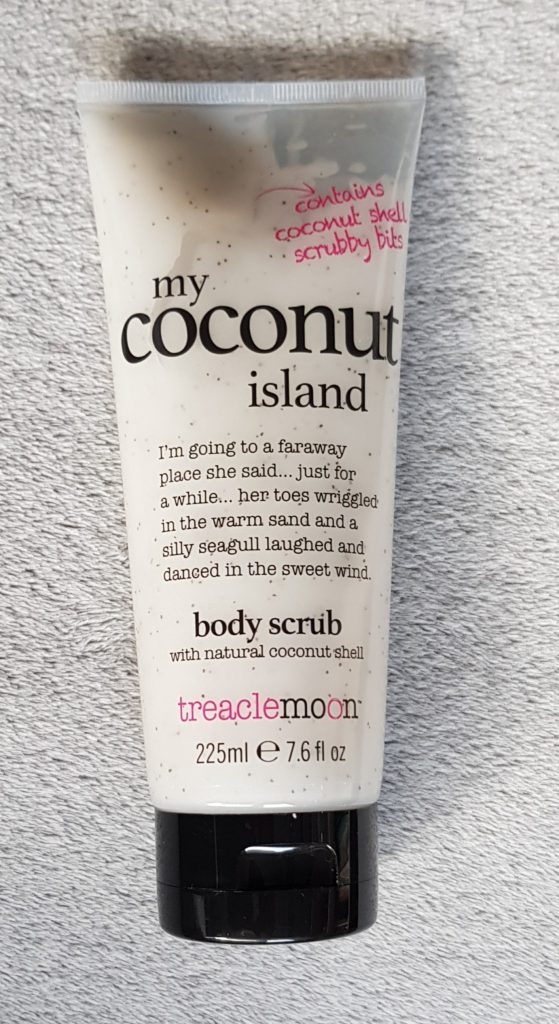 contains
coconut shell
scrubby bits
my
coconut
island
I'm going to a faraway
place she said... just for
a while... her toes wriggled
in the warm sand and a
silly seagull laughed and
danced in the sweet wind.
body scrub
with natural coconut shell
treaclemoon™
225ml ℮ 7.6 fl oz